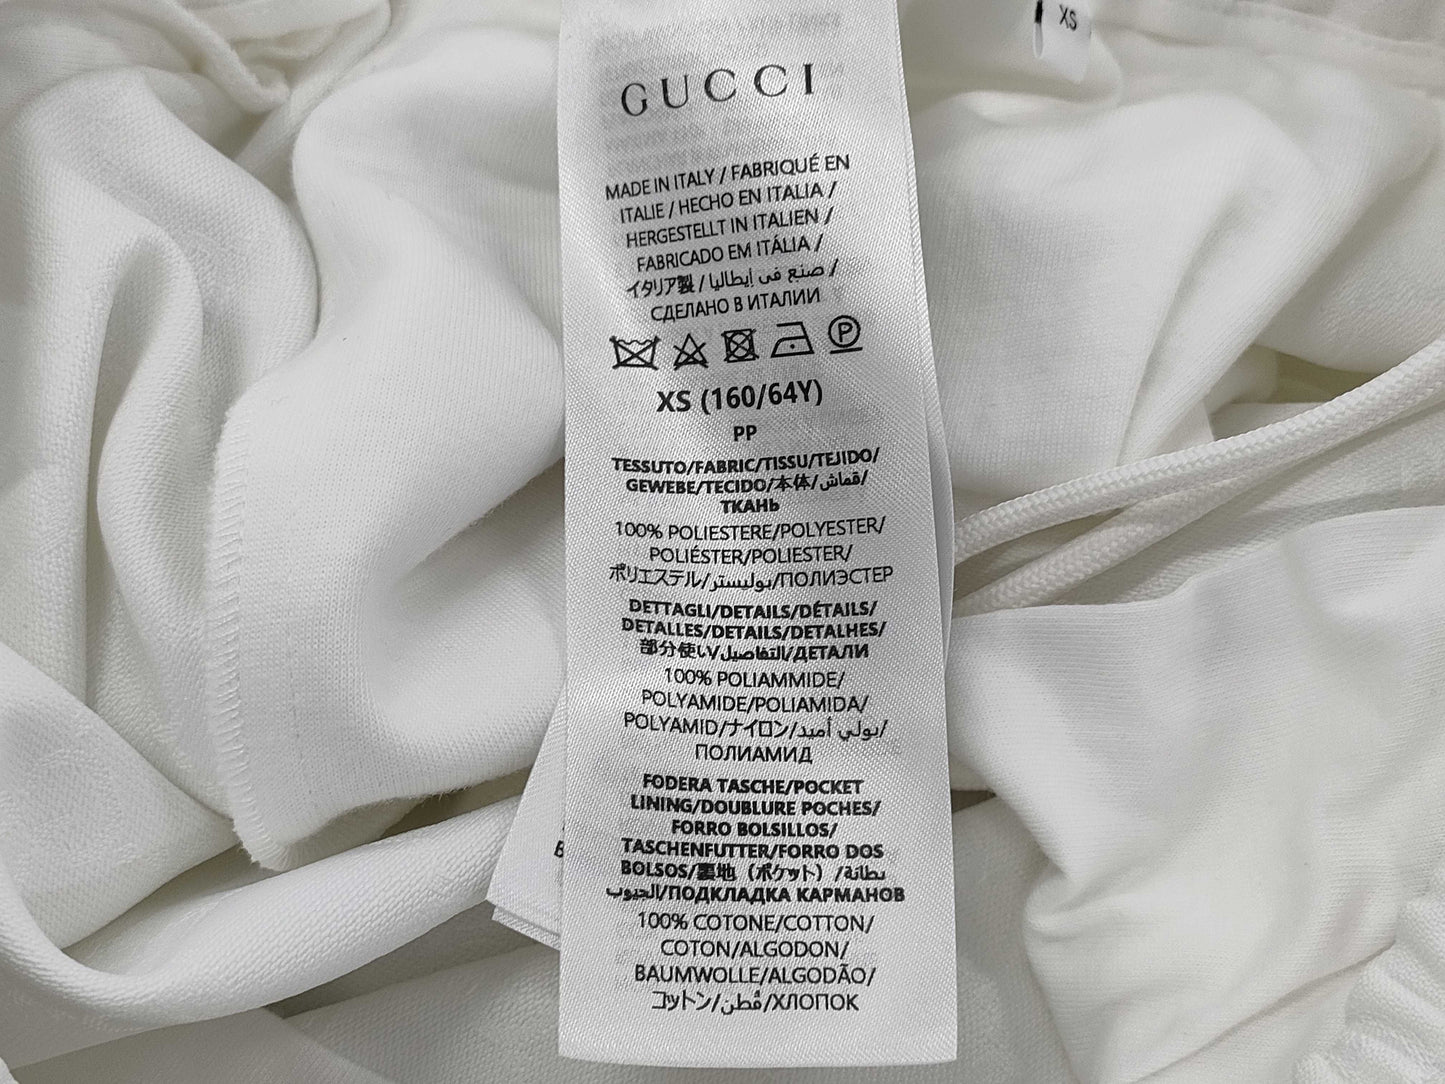 XS
GUCCI
MADE IN ITALY / FABRIQUÉ EN
ITALIE / HECHO EN ITALIA /
HERGESTELLT IN ITALIEN /
FABRICADO EM ITÁLIA /
イタリア製 / صنع في إيطاليا /
СДЕЛАНО В ИТАЛИИ
P
XS (160/64Y)
PP
TESSUTO/FABRIC/TISSU/TEJIDO/
GEWEBE/TECIDO/本体/قماش/
ТКАНЬ
100% POLIESTERE/POLYESTER/
POLIÉSTER/POLIESTER/
ポリエステル/بوليستر/ПОЛИЭСТЕР
DETTAGLI/DETAILS/DÉTAILS/
DETALLES/DETAILS/DETALHES/
部分使い/التفاصيل/ДЕТАЛИ
100% POLIAMMIDE/
POLYAMIDE/POLIAMIDA/
POLYAMID/ナイロン/بولي أميد/
ПОЛИАМИД
FODERA TASCHE/POCKET
LINING/DOUBLURE POCHES/
FORRO BOLSILLOS/
TASCHENFUTTER/FORRO DOS
BOLSOS/裏地（ポケット）/بطانة
الجيوب/ПОДКЛАДКА КАРМАНОВ
100% COTONE/COTTON/
COTON/ALGODON/
BAUMWOLLE/ALGODÃO/
コットン/قُطن/ХЛОПОК